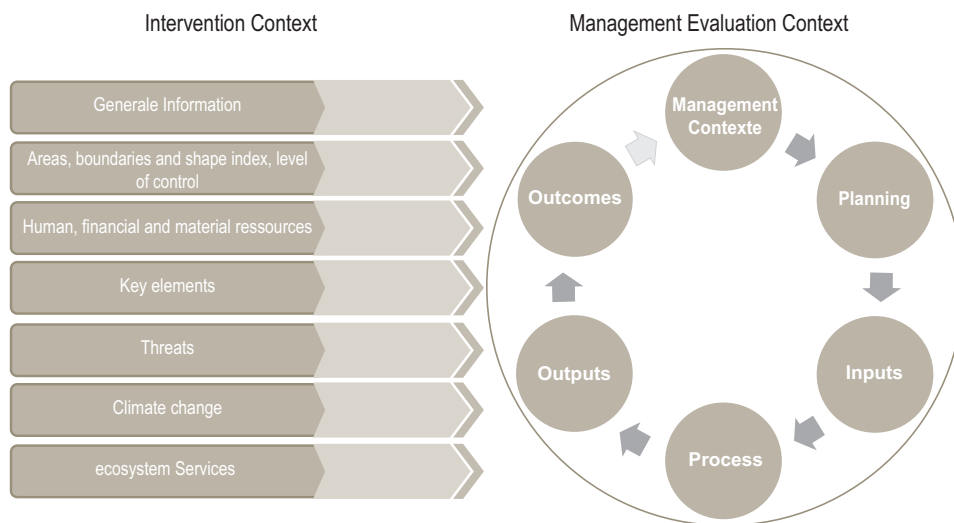 Intervention Context
Generale Information
Areas, boundaries and shape index, level
of control
Human, financial and material ressources
Key elements
Threats
Climate change
ecosystem Services
Management Evaluation Context
Management
Contexte
Planning
Inputs
Process
Outputs
Outcomes